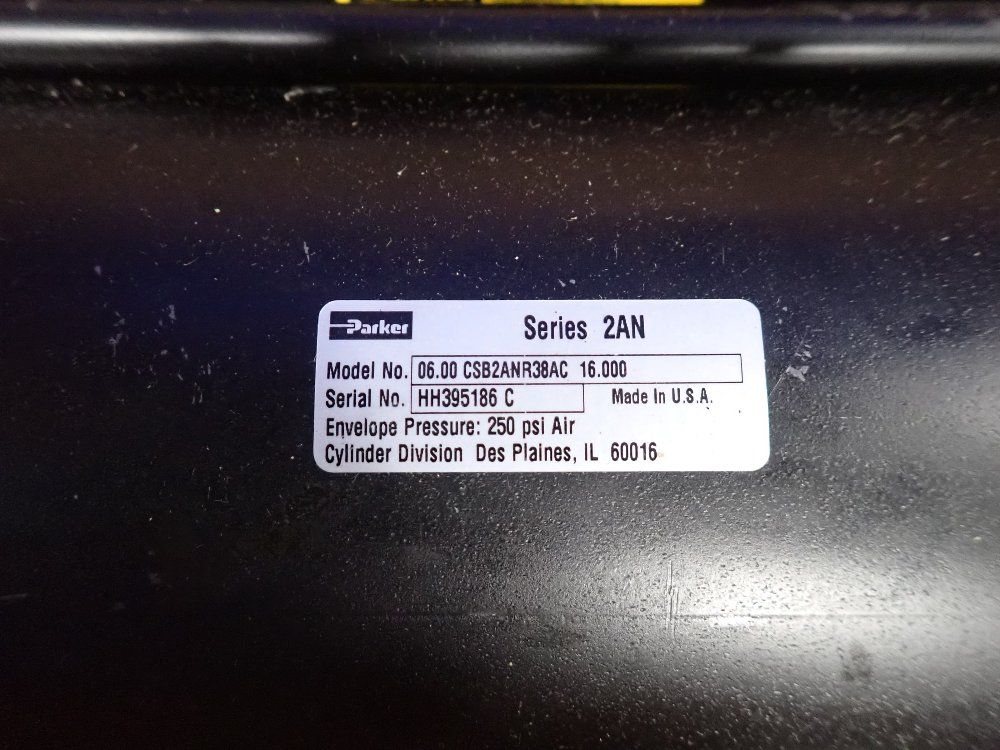 Parker
Series 2AN
Model No. 06.00 CSB2ANR38AC 16.000
Serial No. HH395186 C Made In U.S.A.
Envelope Pressure: 250 psi Air
Cylinder Division Des Plaines, IL 60016